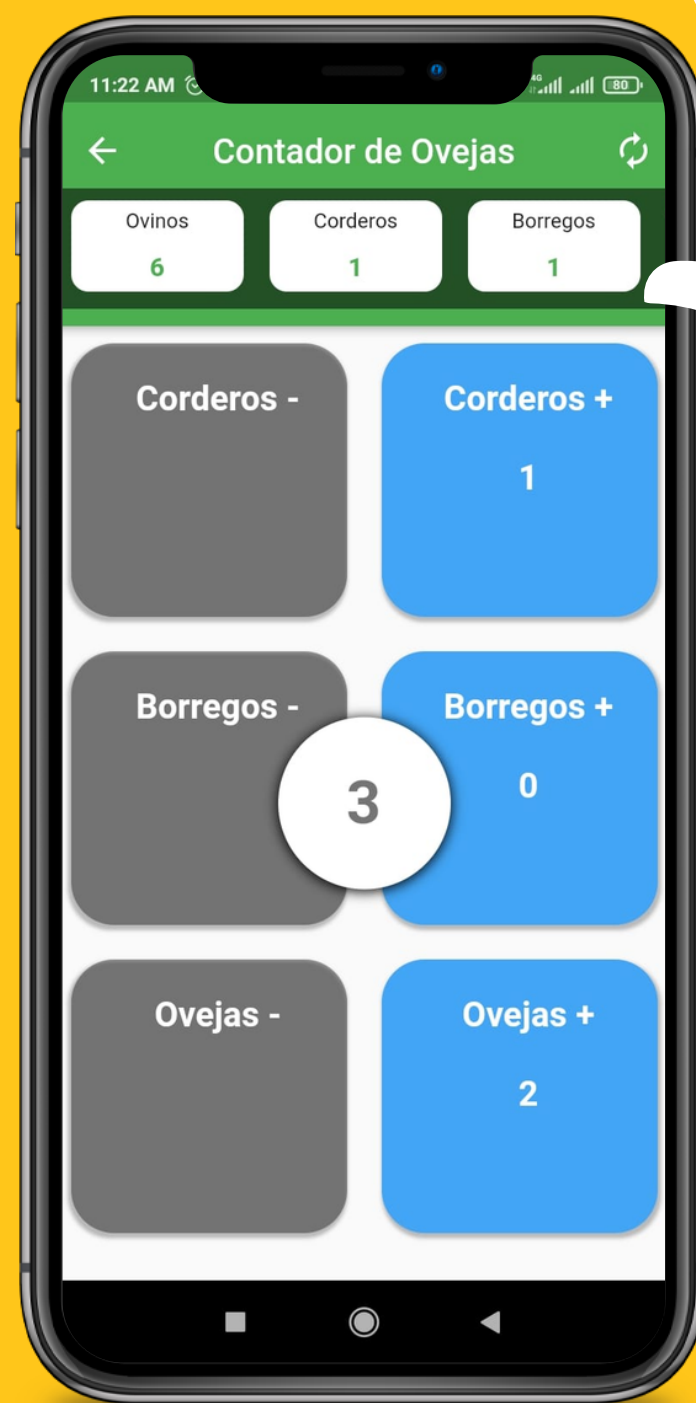 11:22 AM 4G 80
Contador de Ovejas
Ovinos Corderos Borregos
6 1 1
Corderos - Corderos +
1
Borregos - Borregos +
3 0
Ovejas - Ovejas +
2